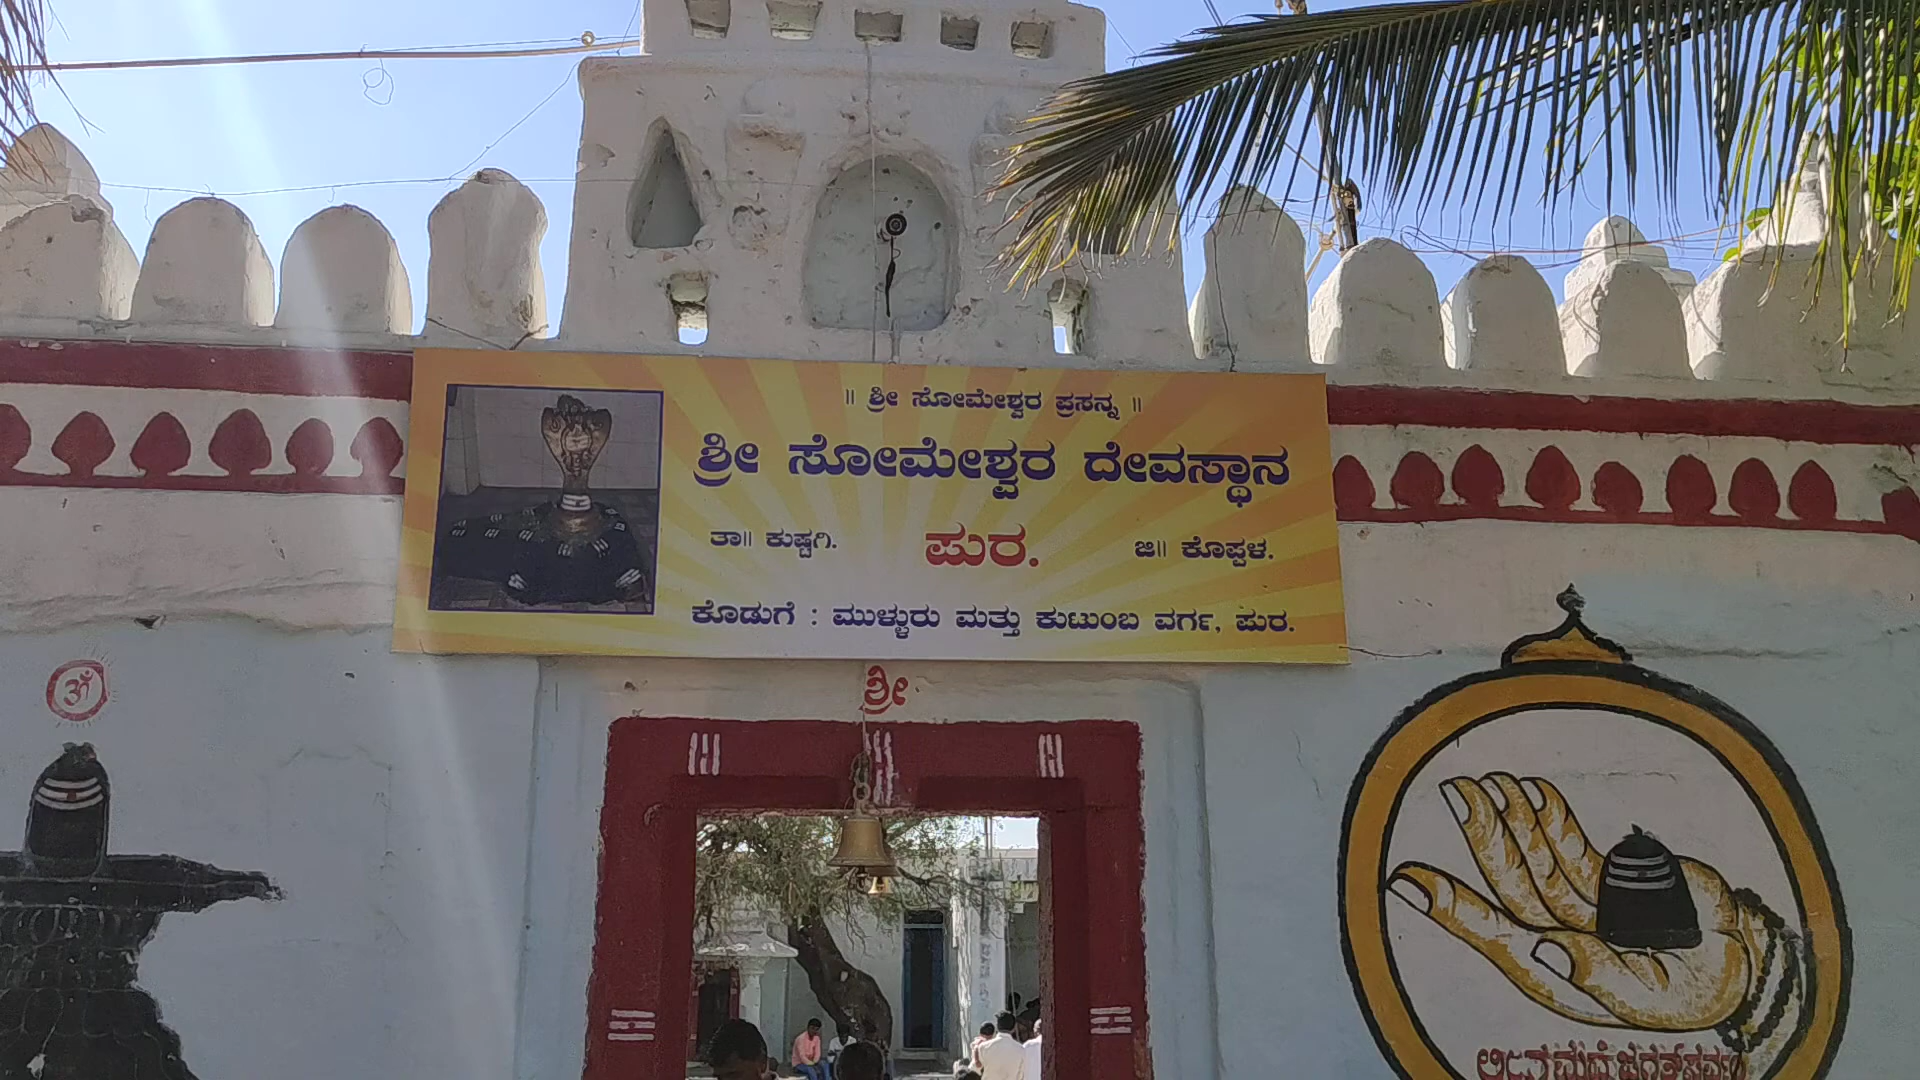 ॥ ಶ್ರೀ ಸೋಮೇಶ್ವರ ಪ್ರಸನ್ನ ॥
ಶ್ರೀ ಸೋಮೇಶ್ವರ ದೇವಸ್ಥಾನ
ತಾ॥ ಕುಷ್ಟಗಿ. ಪುರ. ಜಿ॥ ಕೊಪ್ಪಳ.
ಕೊಡುಗೆ : ಮುಳ್ಳುರು ಮತ್ತು ಕುಟುಂಬ ವರ್ಗ, ಪುರ.
ಶ್ರೀ
ॐ